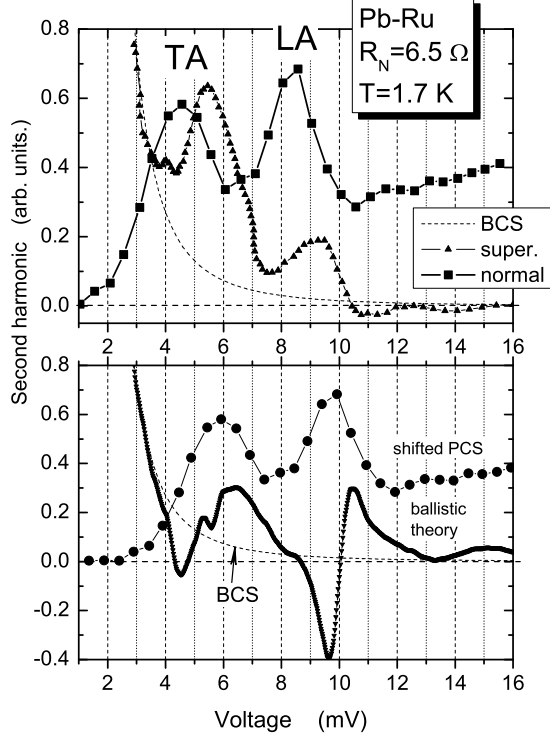 Pb-Ru
R_N=6.5 Ω
T=1.7 K
TA
LA
BCS
super.
normal
0.8
0.6
0.4
0.2
0.0
2 4 6 8 10 12 14 16
Second harmonic (arb. units.)
0.8
0.6
0.4
0.2
0.0
-0.2
-0.4
shifted PCS
ballistic
theory
BCS
2 4 6 8 10 12 14 16
Voltage (mV)